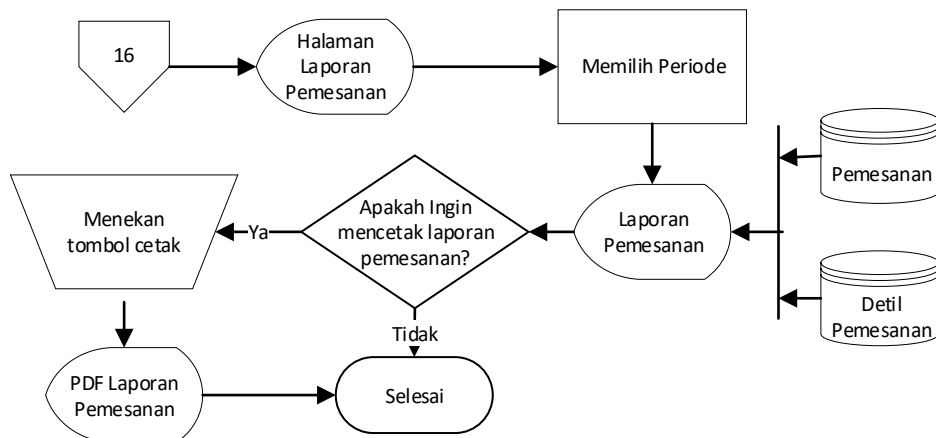 16
Halaman
Laporan
Pemesanan
Memilih Periode
Pemesanan
Detil
Pemesanan
Laporan
Pemesanan
Apakah Ingin
mencetak laporan
pemesanan?
Ya
Menekan
tombol cetak
Tidak
PDF Laporan
Pemesanan
Selesai